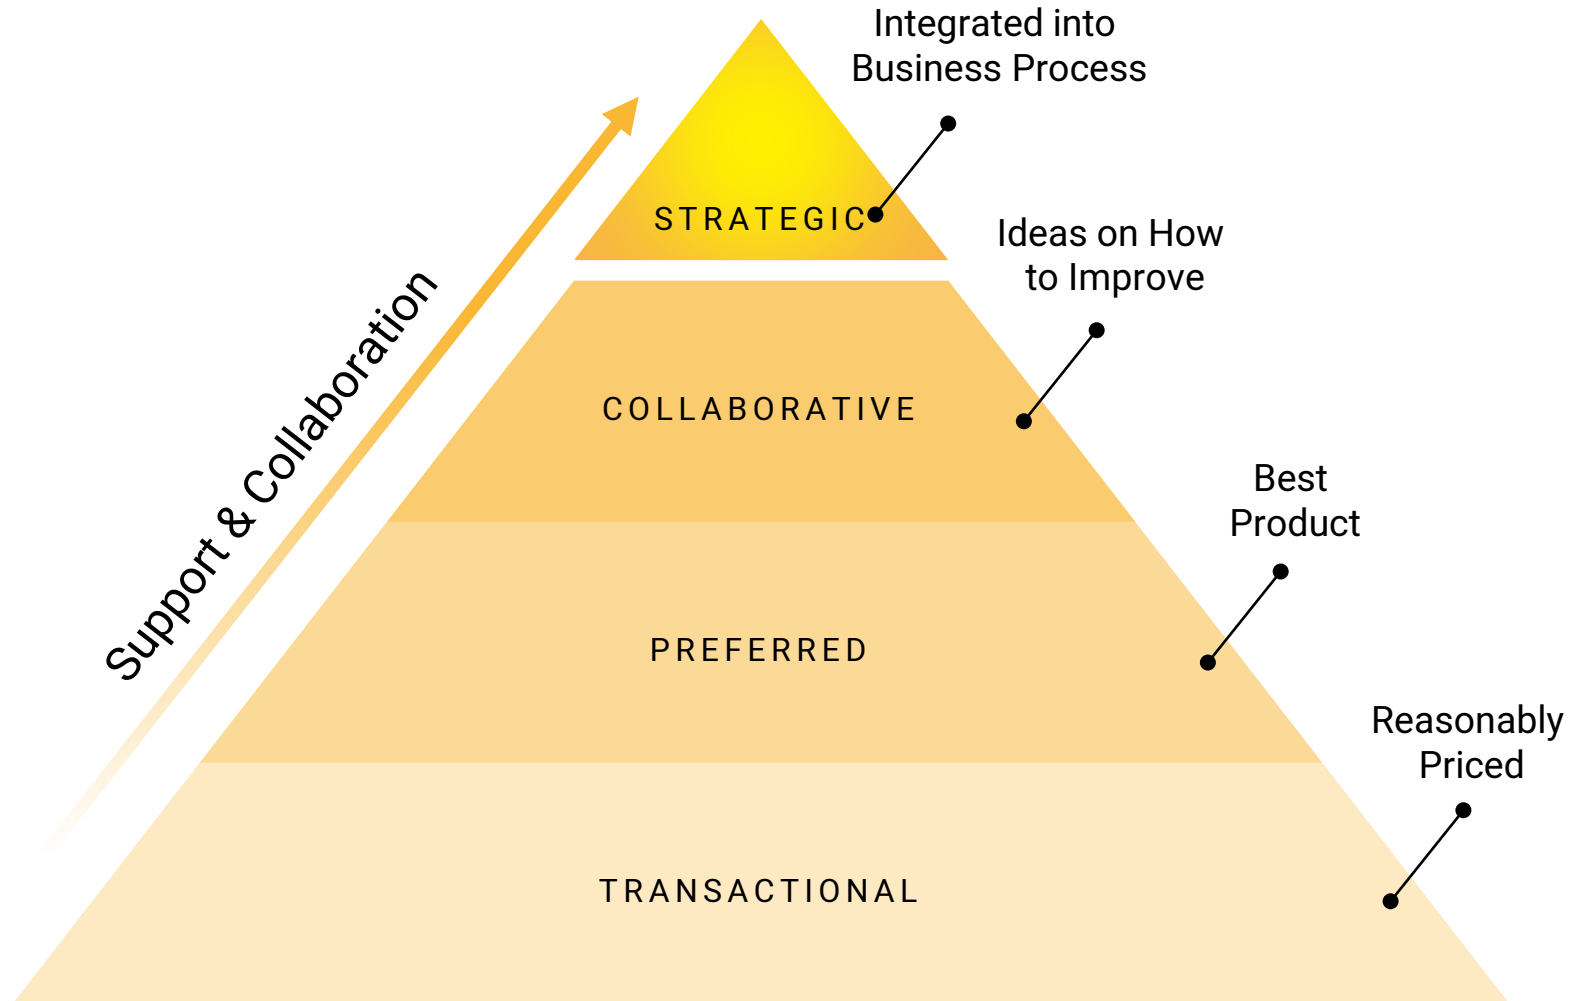 Integrated into
Business Process
STRATEGIC
Ideas on How
to Improve
Support & Collaboration
COLLABORATIVE
Best
Product
PREFERRED
Reasonably
Priced
TRANSACTIONAL